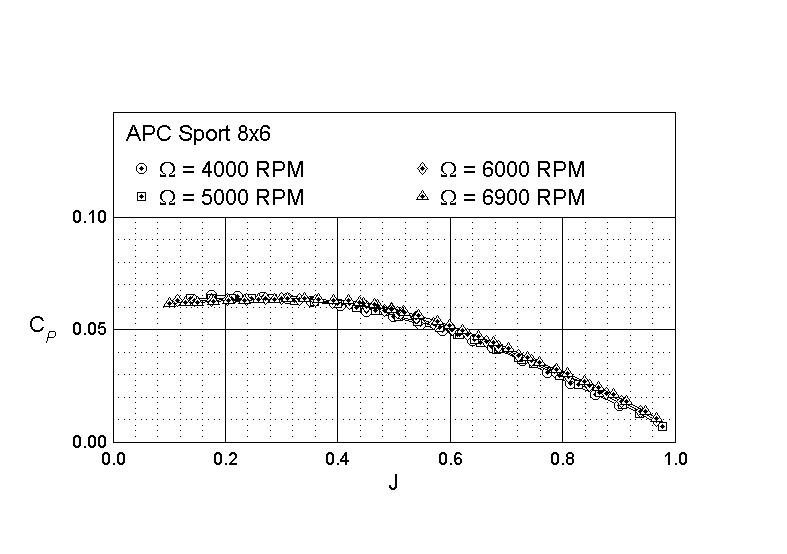 APC Sport 8x6
Ω = 4000 RPM
Ω = 6000 RPM
Ω = 5000 RPM
Ω = 6900 RPM
0.10
0.05
0.00
C_P
0.0 0.2 0.4 0.6 0.8 1.0
J